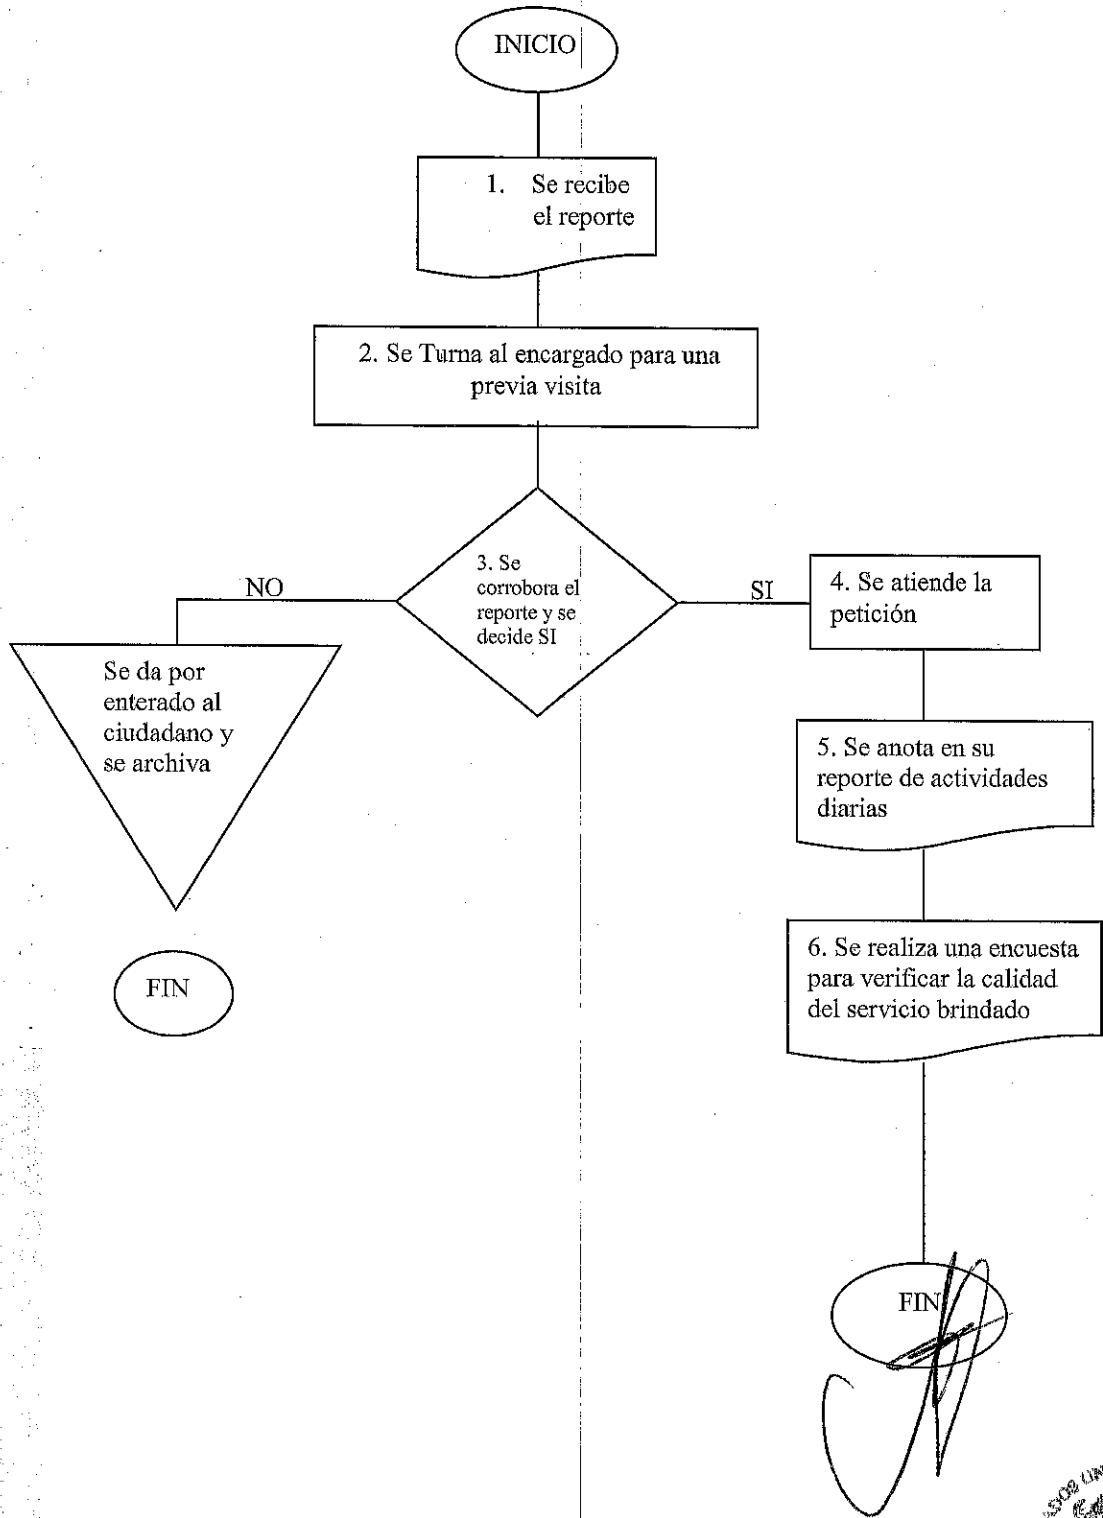 INICIO
1. Se recibe
el reporte
2. Se Turna al encargado para una
previa visita
3. Se
corrobora el
reporte y se
decide SI
NO
SI
Se da por
enterado al
ciudadano y
se archiva
FIN
4. Se atiende la
petición
5. Se anota en su
reporte de actividades
diarias
6. Se realiza una encuesta
para verificar la calidad
del servicio brindado
FIN